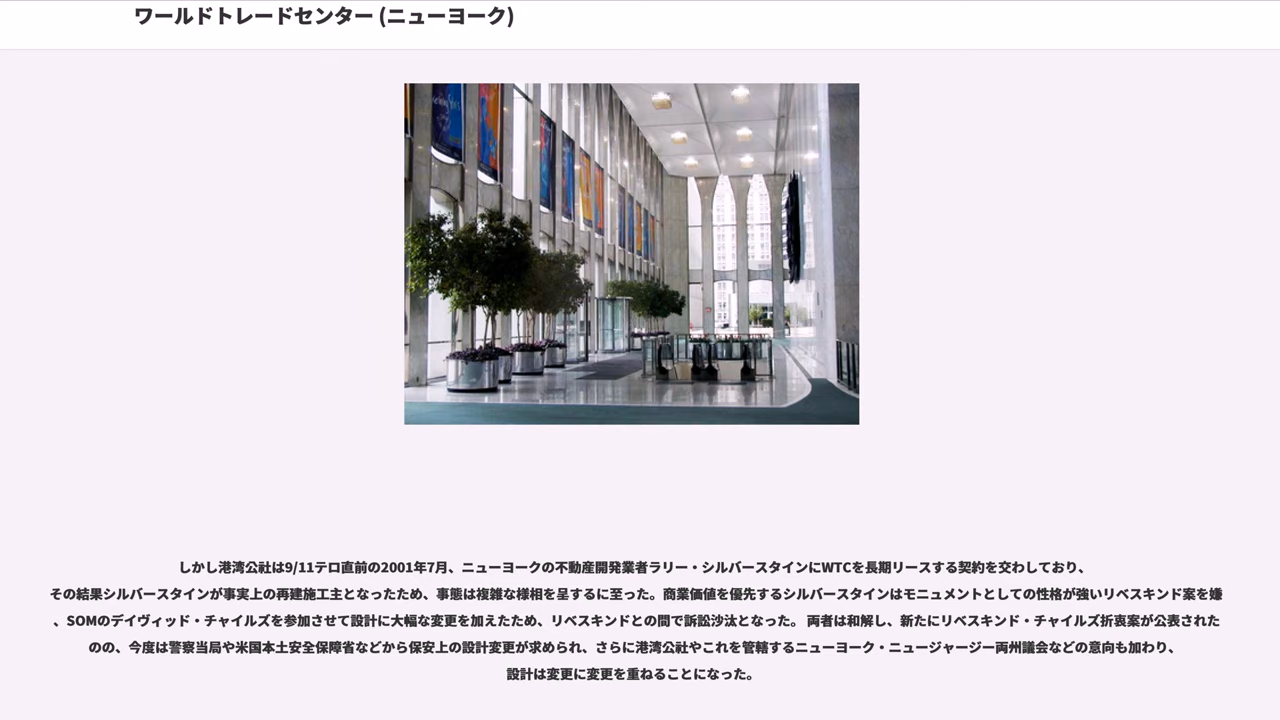 ワールドトレードセンター (ニューヨーク)
しかし港湾公社は9/11テロ直前の2001年7月、ニューヨークの不動産開発業者ラリー・シルバースタインにWTCを長期リースする契約を交わしており、
その結果シルバースタインが事実上の再建施工主となったため、事態は複雑な様相を呈するに至った。商業価値を優先するシルバースタインはモニュメントとしての性格が強いリベスキンド案を嫌
、SOMのデイヴィッド・チャイルズを参加させて設計に大幅な変更を加えたため、リベスキンドとの間で訴訟沙汰となった。 両者は和解し、新たにリベスキンド・チャイルズ折衷案が公表された
のの、今度は警察当局や米国本土安全保障省などから保安上の設計変更が求められ、さらに港湾公社やこれを管轄するニューヨーク・ニュージャージー両州議会などの意向も加わり、
設計は変更に変更を重ねることになった。